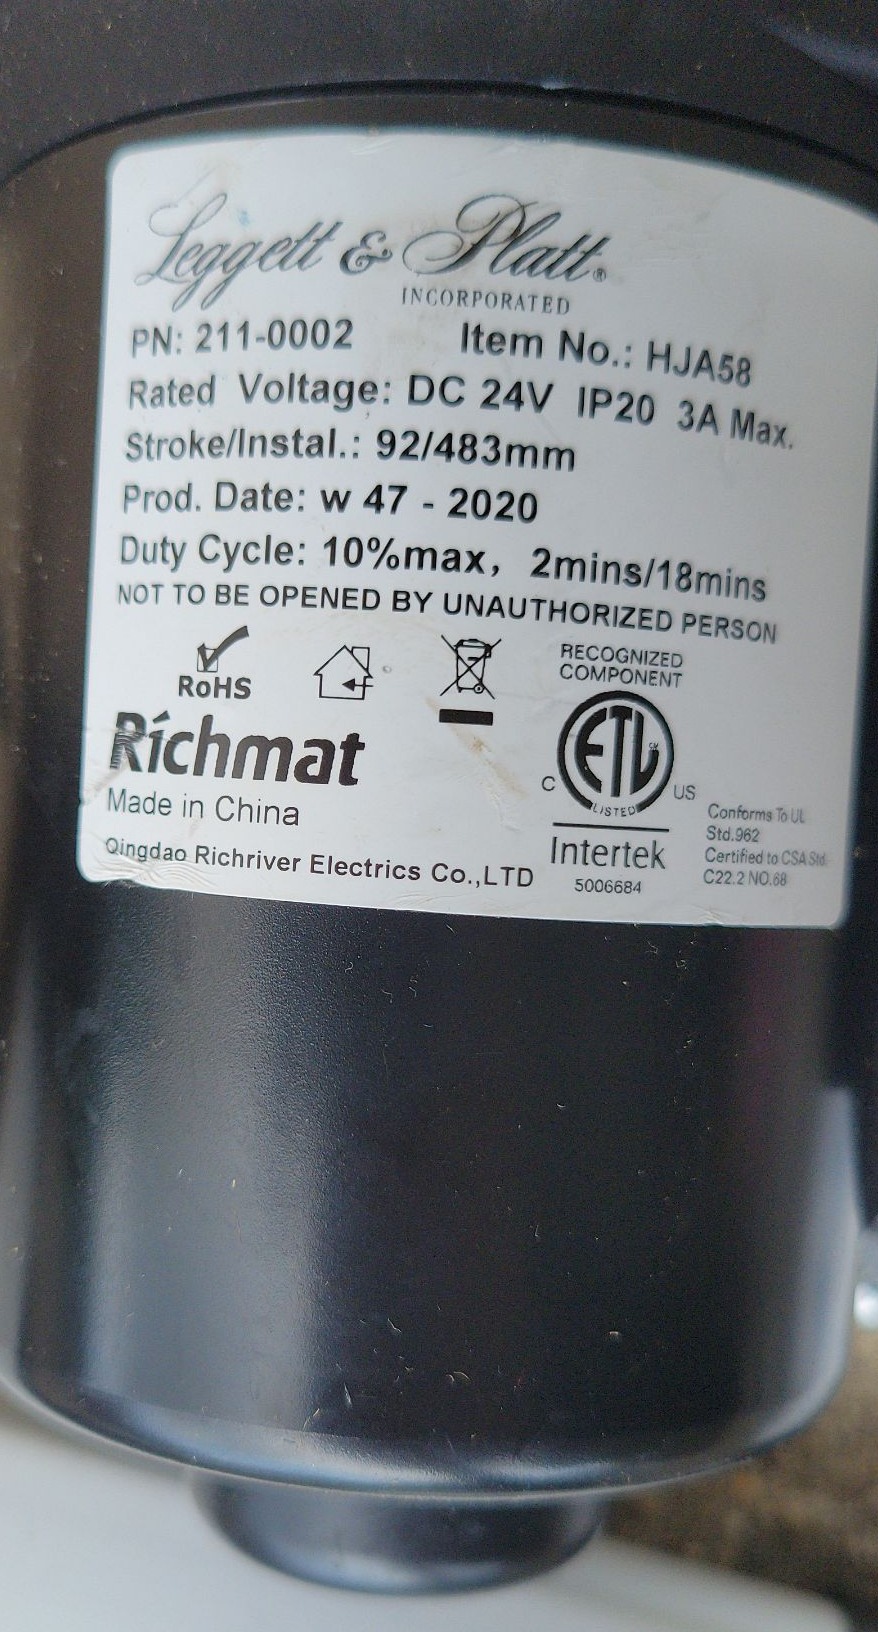 Leggett & Platt®
INCORPORATED
PN: 211-0002 Item No.: HJA58
Rated Voltage: DC 24V IP20 3A Max.
Stroke/Instal.: 92/483mm
Prod. Date: w 47 - 2020
Duty Cycle: 10%max, 2mins/18mins
NOT TO BE OPENED BY UNAUTHORIZED PERSON
RoHS
RECOGNIZED
COMPONENT
Richmat
Made in China
Qingdao Richriver Electrics Co.,LTD
ETL CM
LISTED
C US
Intertek
5006684
Conforms To UL
Std.962
Certified to CSA Std.
C22.2 NO.68